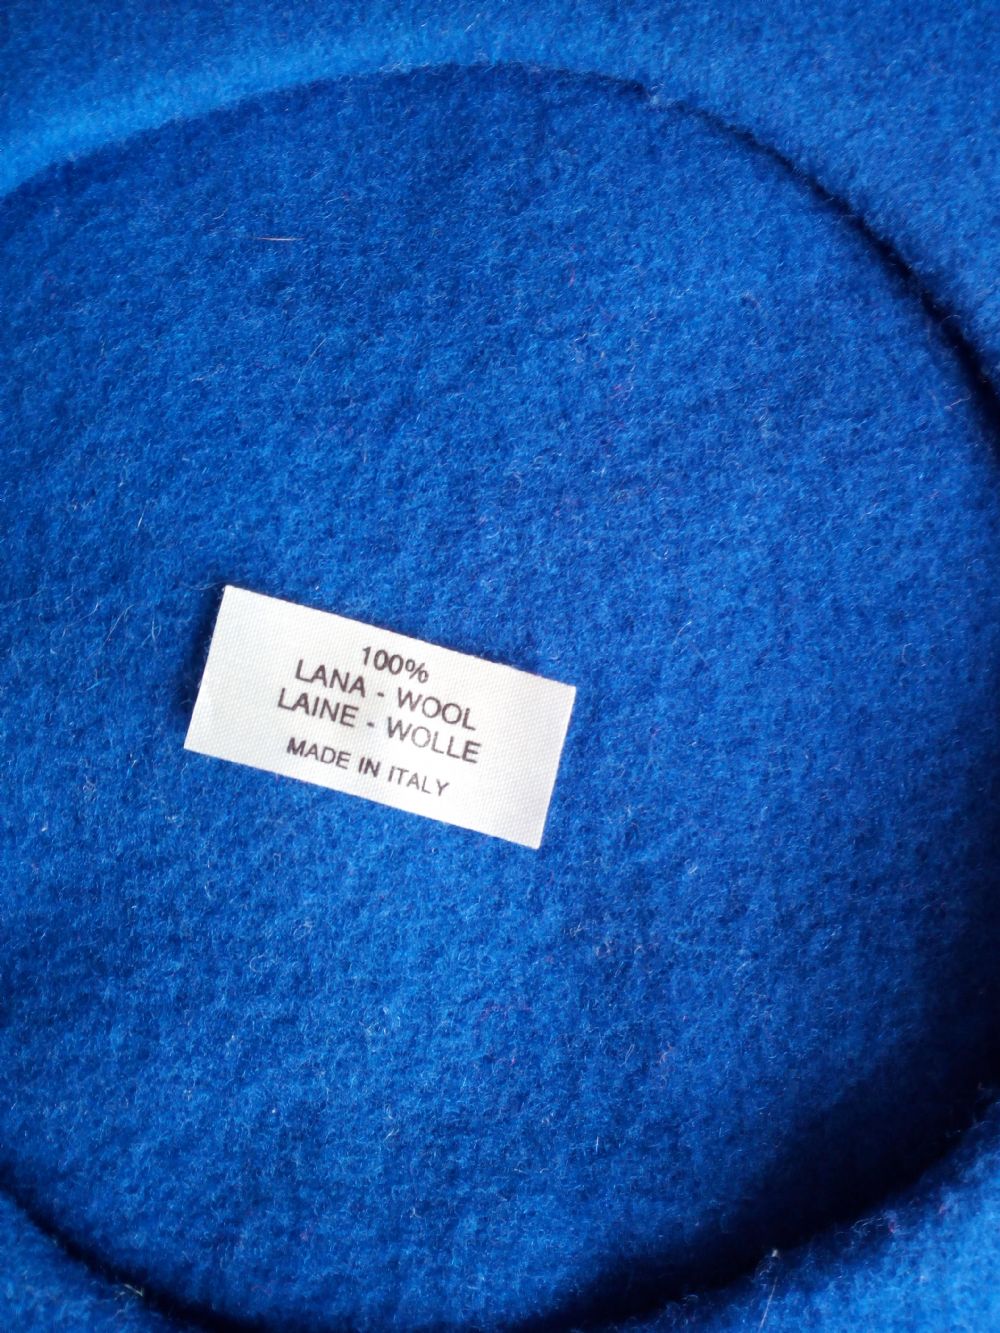 100%
LANA - WOOL
LAINE - WOLLE
MADE IN ITALY